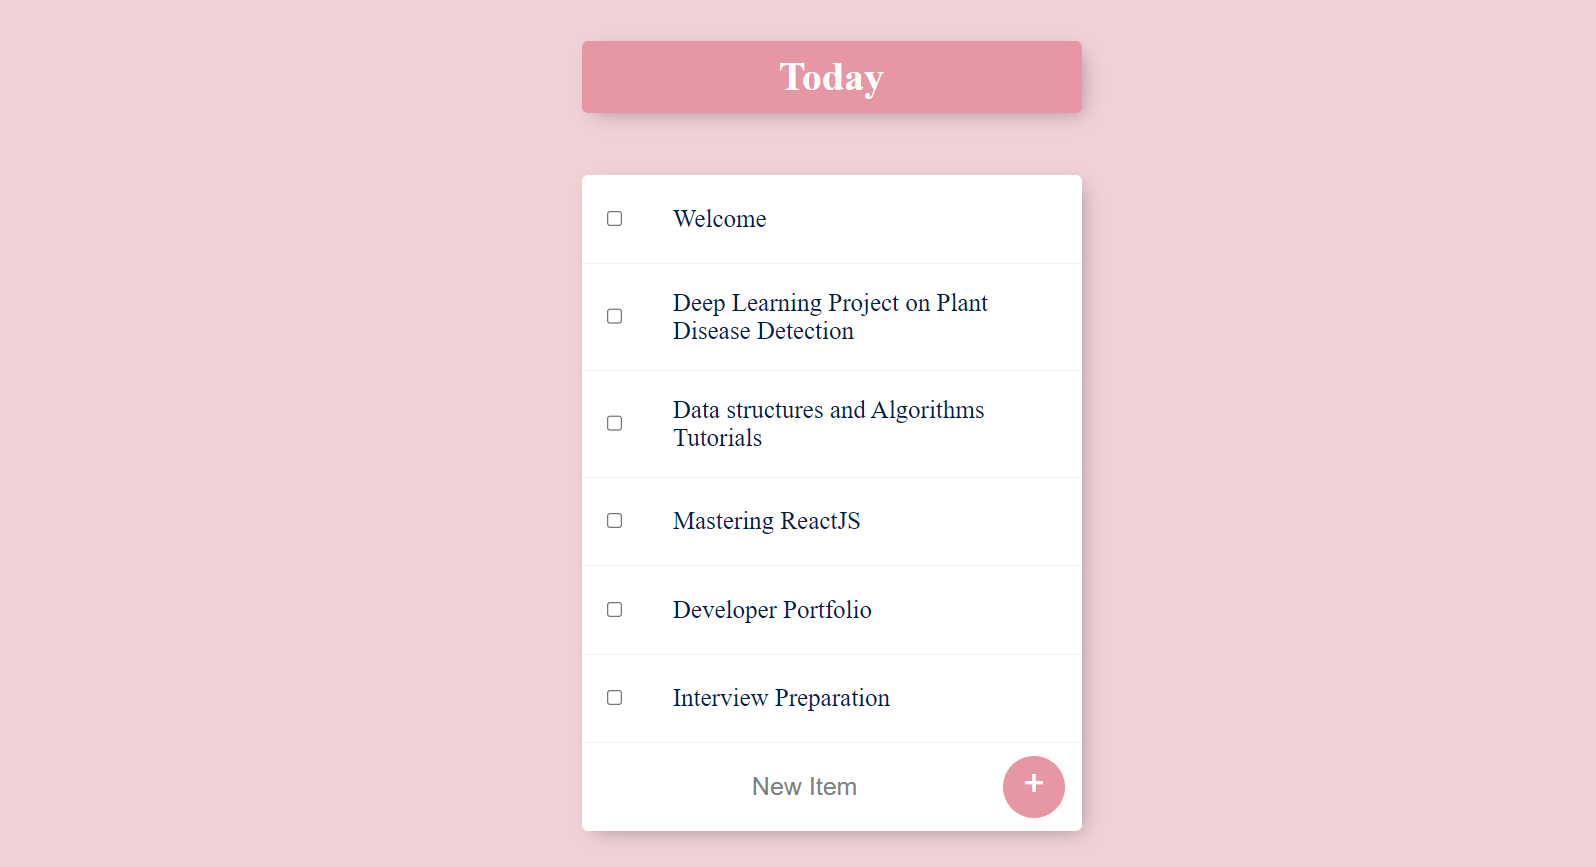 Today
Welcome
Deep Learning Project on Plant
Disease Detection
Data structures and Algorithms
Tutorials
Mastering ReactJS
Developer Portfolio
Interview Preparation
New Item +